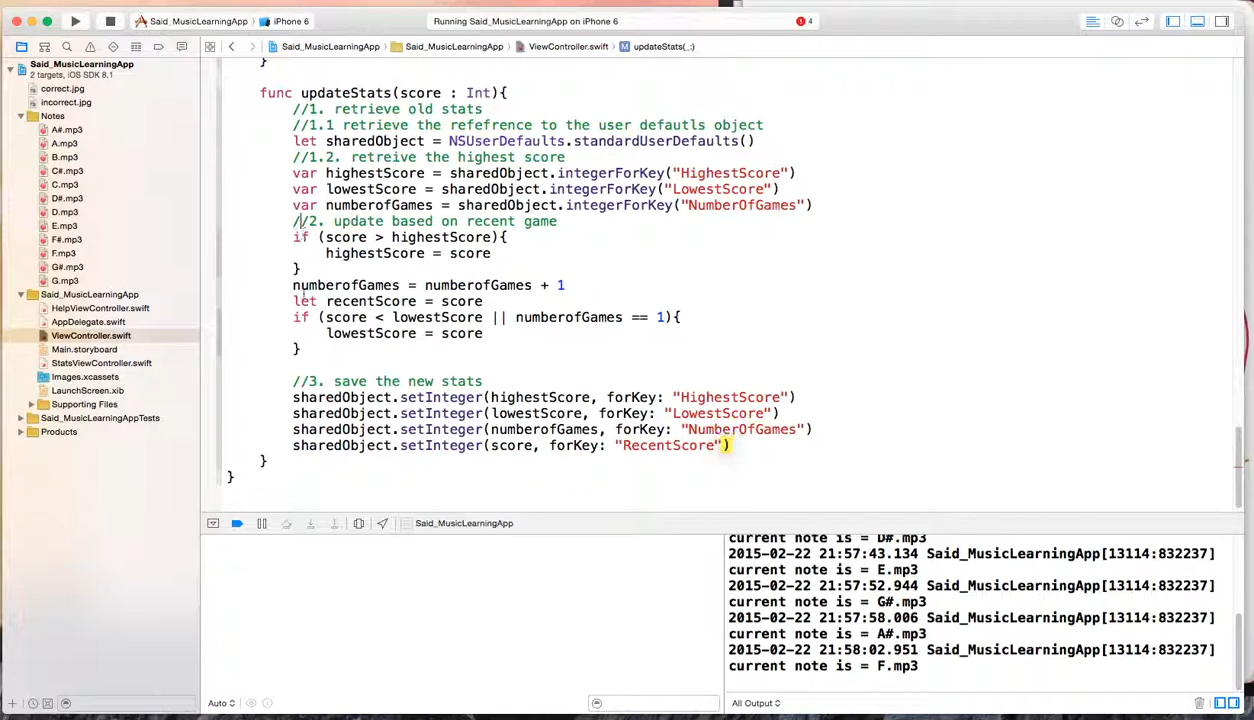 Said_MusicLearningApp
iPhone 6
Running Said_MusicLearningApp on iPhone 6
4
Said_MusicLearningApp
Said_MusicLearningApp
ViewController.swift
M
updateStats(_:)
Said_MusicLearningApp
2 targets, iOS SDK 8.1
correct.jpg
incorrect.jpg
Notes
A#.mp3
A.mp3
B.mp3
C#.mp3
C.mp3
D#.mp3
D.mp3
E.mp3
F#.mp3
F.mp3
G#.mp3
G.mp3
Said_MusicLearningApp
HelpViewController.swift
AppDelegate.swift
ViewController.swift
Main.storyboard
StatsViewController.swift
Images.xcassets
LaunchScreen.xib
Supporting Files
Said_MusicLearningAppTests
Products
}
func updateStats(score : Int){
//1. retrieve old stats
//1.1 retrieve the refefrence to the user defautls object
let sharedObject = NSUserDefaults.standardUserDefaults()
//1.2. retreive the highest score
var highestScore = sharedObject.integerForKey("HighestScore")
var lowestScore = sharedObject.integerForKey("LowestScore")
var numberofGames = sharedObject.integerForKey("NumberOfGames")
//2. update based on recent game
if (score > highestScore){
highestScore = score
}
numberofGames = numberofGames + 1
let recentScore = score
if (score < lowestScore || numberofGames == 1){
lowestScore = score
}
//3. save the new stats
sharedObject.setInteger(highestScore, forKey: "HighestScore")
sharedObject.setInteger(lowestScore, forKey: "LowestScore")
sharedObject.setInteger(numberofGames, forKey: "NumberOfGames")
sharedObject.setInteger(score, forKey: "RecentScore")
}
}
Said_MusicLearningApp
current note is = D#.mp3
2015-02-22 21:57:43.134 Said_MusicLearningApp[13114:832237]
current note is = E.mp3
2015-02-22 21:57:52.944 Said_MusicLearningApp[13114:832237]
current note is = G#.mp3
2015-02-22 21:57:58.006 Said_MusicLearningApp[13114:832237]
current note is = A#.mp3
2015-02-22 21:58:02.951 Said_MusicLearningApp[13114:832237]
current note is = F.mp3
Auto
All Output